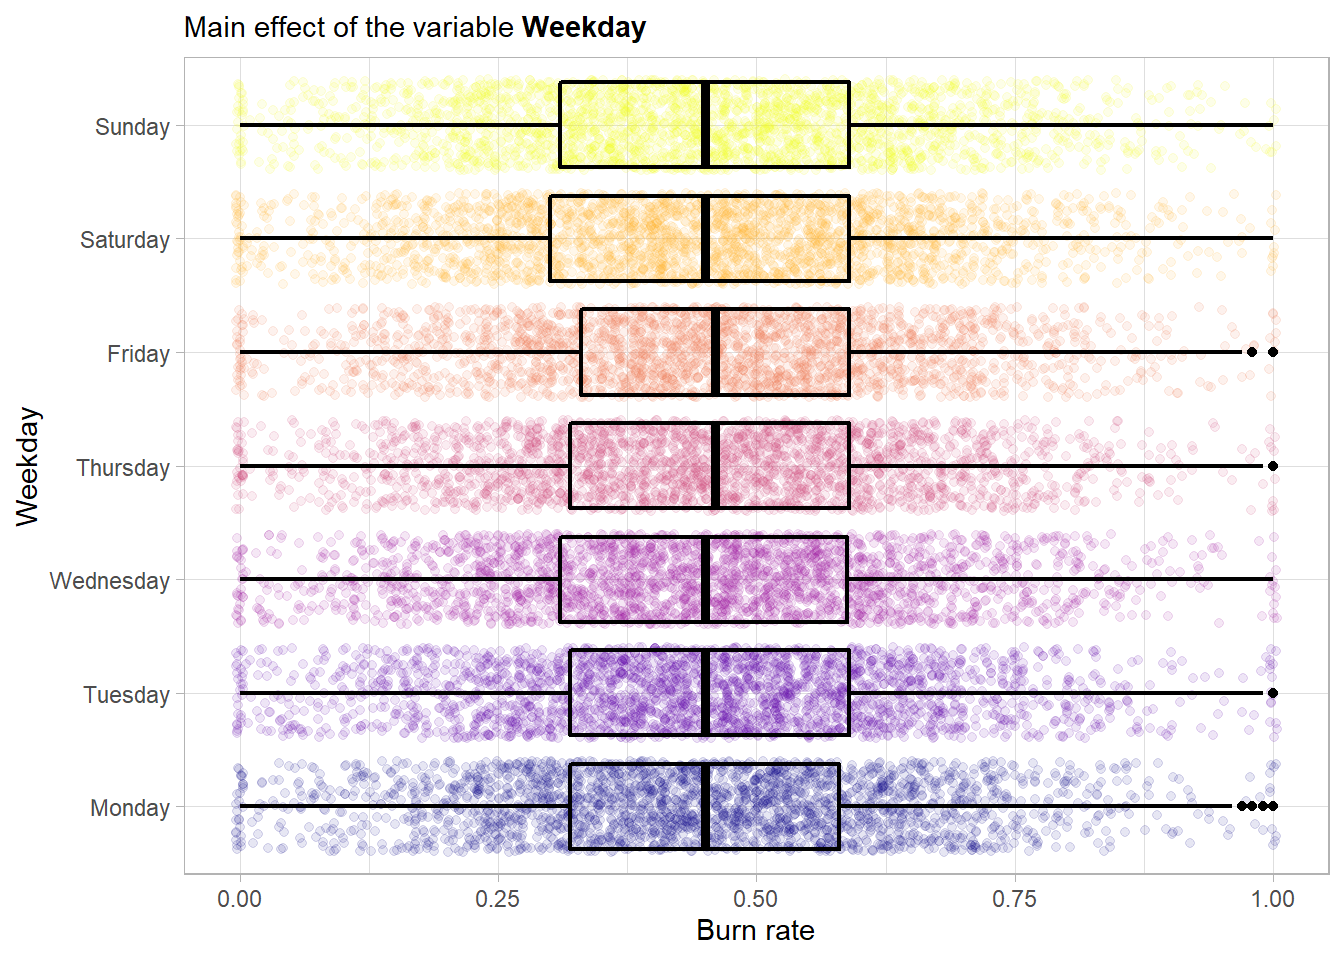 Main effect of the variable Weekday
Weekday
Sunday
Saturday
Friday
Thursday
Wednesday
Tuesday
Monday
0.00 0.25 0.50 0.75 1.00
Burn rate